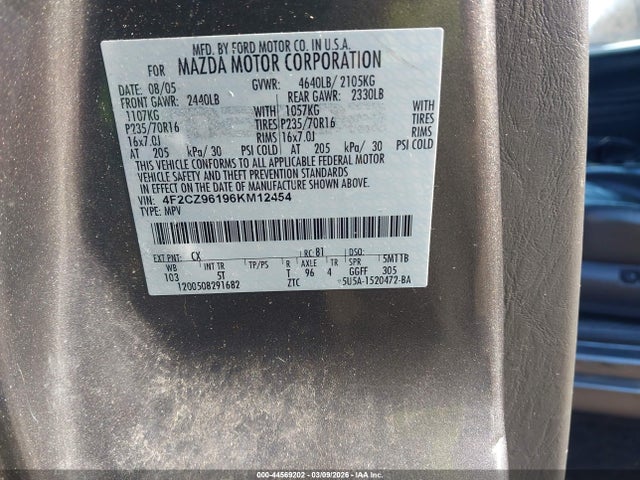 MFD. BY FORD MOTOR CO. IN U.S.A.
FOR MAZDA MOTOR CORPORATION
DATE: 08/05 GVWR: 4640LB/ 2105KG
FRONT GAWR: 2440LB REAR GAWR: 2330LB
1107KG WITH 1057KG WITH
P235/70R16 TIRES P235/70R16 TIRES
16x7.0J RIMS 16x7.0J RIMS
AT 205 kPa/ 30 PSI COLD AT 205 kPa/ 30 PSI COLD
THIS VEHICLE CONFORMS TO ALL APPLICABLE FEDERAL MOTOR
VEHICLE SAFETY AND THEFT PREVENTION STANDARDS
IN EFFECT ON THE DATE OF MANUFACTURE SHOWN ABOVE.
VIN: 4F2CZ96196KM12454
TYPE: MPV
EXT PNT: CX RC: 81 DSO:
WB INT TR TP/PS R AXLE TR SPR 5MTTB
103 5T T 96 4 GGFF 305
1200508291682 ZTC 5U5A-1520472-BA
000-44569202 - 03/09/2026 - IAAI.COM